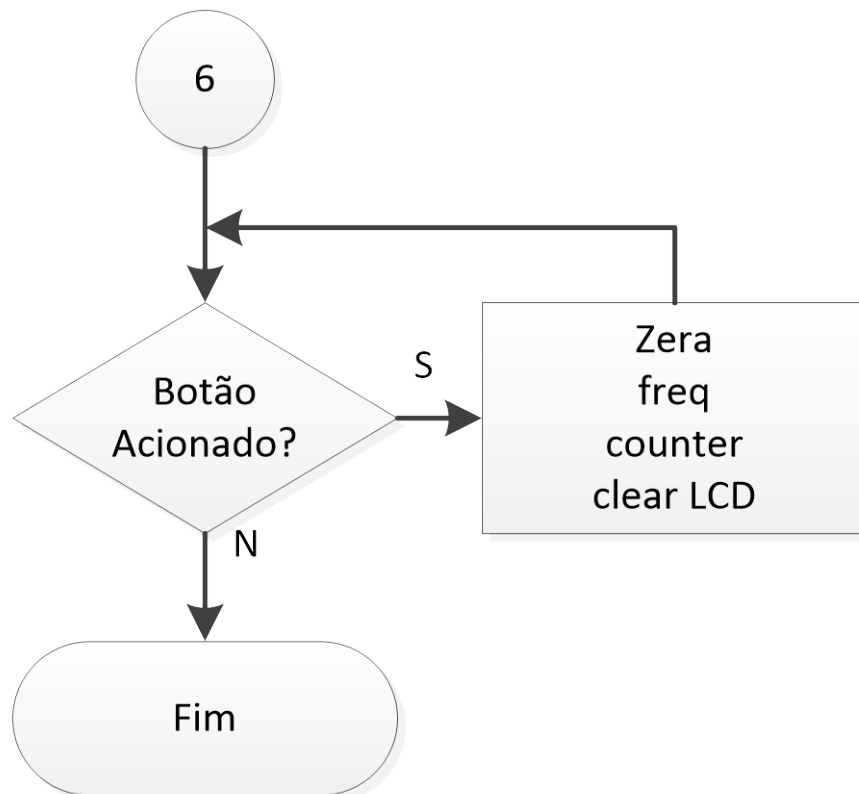 6
Botão
Acionado?
S
Zera
freq
counter
clear LCD
N
Fim